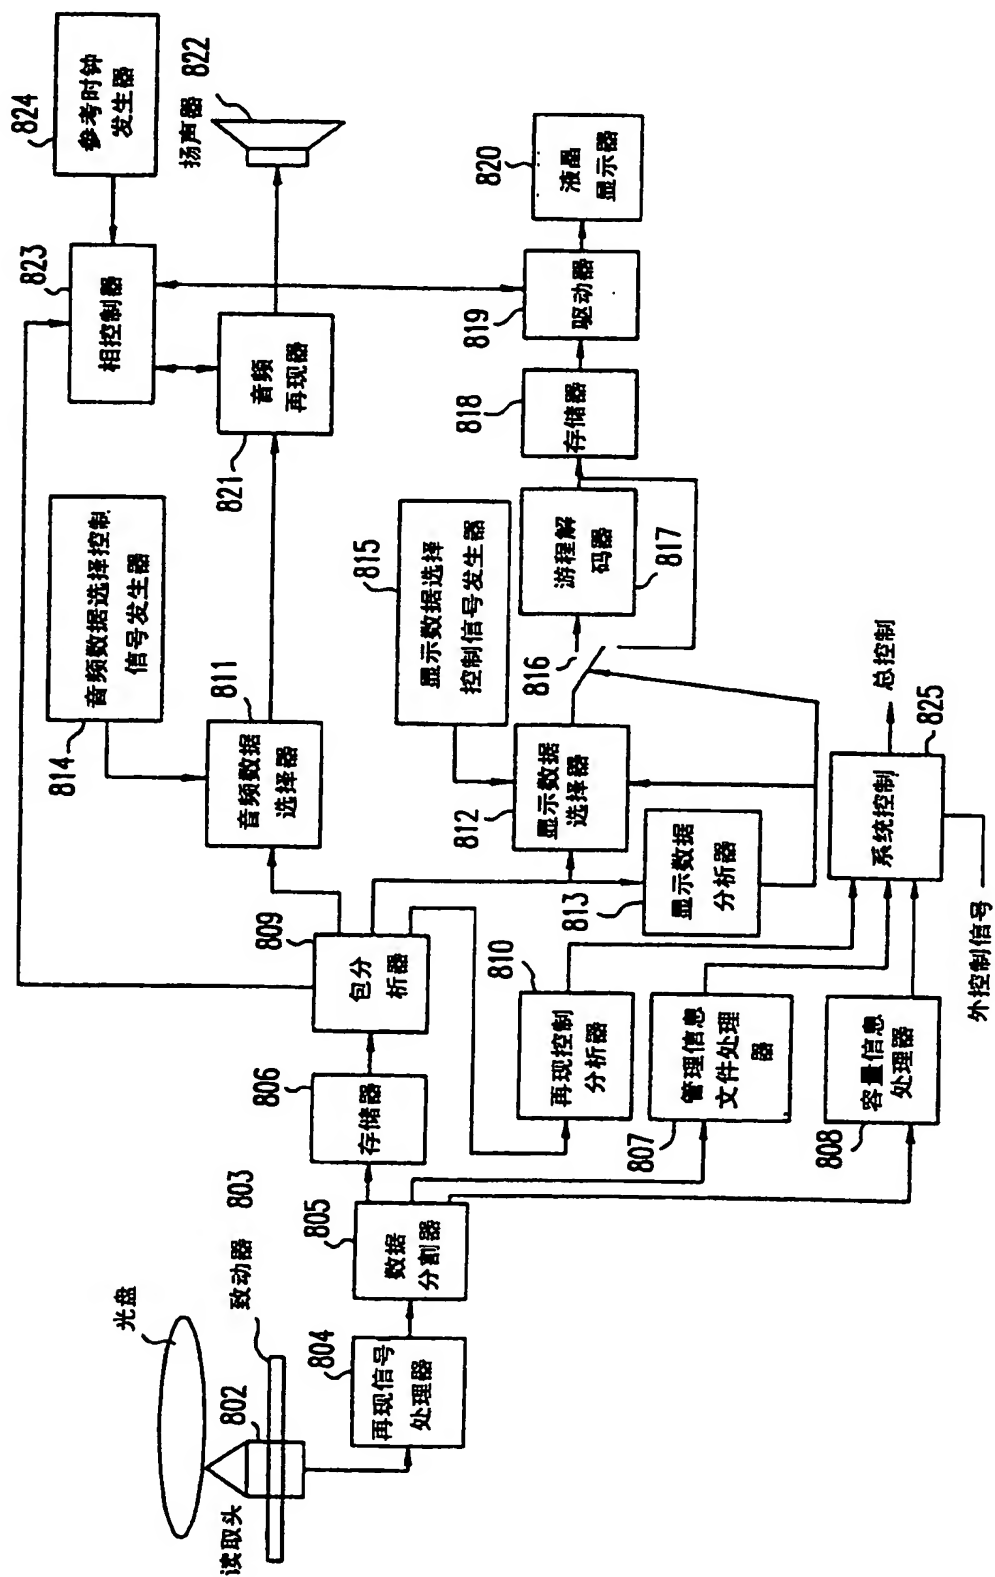 光盘
读取头
802
致动器 803
再现信号
处理器
804
数据
分割器
805
存储器
806
管理信息
文件处理
器
807
容量信息
处理器
808
包分
析器
809
再现控制
分析器
810
音频数据
选择器
811
显示数据
选择器
812
显示数据
分析器
813
音频数据选择控制
信号发生器
814
显示数据选择
控制信号发生器
815
816
游程解
码器
817
存储器
818
驱动器
819
液晶
显示器
820
音频
再现器
821
扬声器 822
相控制器
823
参考时钟
发生器
824
系统控制
825
总控制
外控制信号